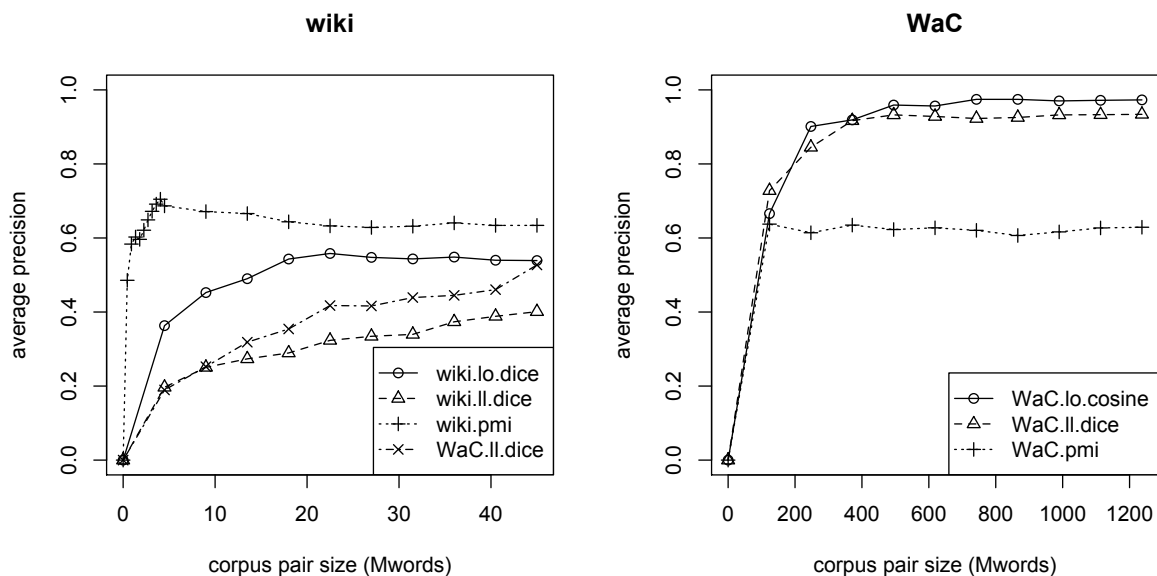 wiki
average precision
1.0
0.8
0.6
0.4
0.2
0.0
wiki.lo.dice
wiki.ll.dice
wiki.pmi
WaC.ll.dice
0 10 20 30 40
corpus pair size (Mwords)
WaC
average precision
1.0
0.8
0.6
0.4
0.2
0.0
WaC.lo.cosine
WaC.ll.dice
WaC.pmi
0 200 400 600 800 1000 1200
corpus pair size (Mwords)